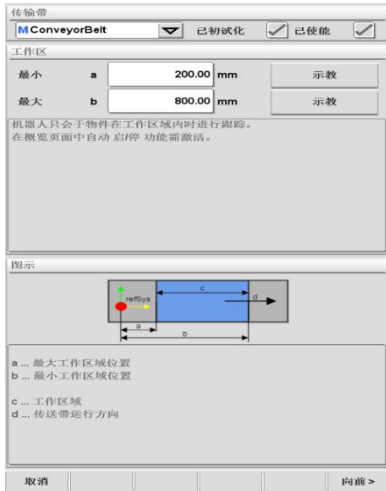 传输带
M ConveyorBelt 已初试化 已使能
工作区
最小 a 200.00 mm 示教
最大 b 800.00 mm 示教
机器人只会于物件在工作区域内时进行跟踪。
在概览页面中自动 启/停 功能需激活。
图示
refSys
c
d
a
b
a ... 最大工作区域位置
b ... 最小工作区域位置
c ... 工作区域
d ... 传送带运行方向
取消 向前 >